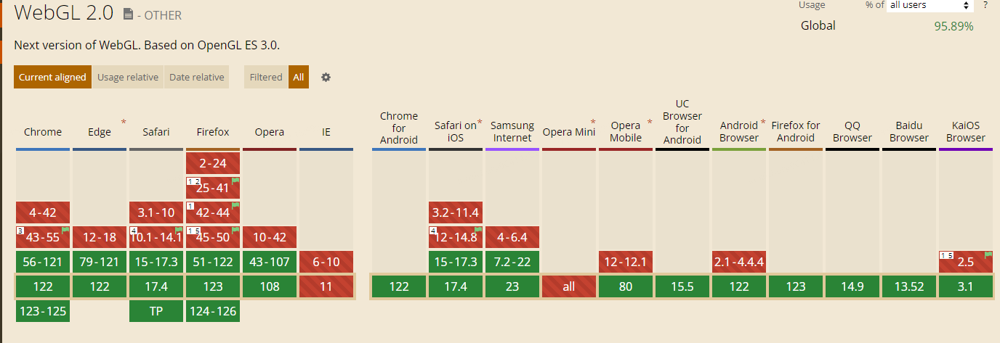 WebGL 2.0 - OTHER
Usage % of all users ?
Global 95.89%
Next version of WebGL. Based on OpenGL ES 3.0.
Current aligned Usage relative Date relative Filtered All
Chrome Edge * Safari Firefox Opera IE Chrome for Android Safari on iOS * Samsung Internet Opera Mini * Opera Mobile * UC Browser for Android Android Browser * Firefox for Android QQ Browser Baidu Browser KaiOS Browser
2-24
1 2 25-41
4-42 3.1-10 1 42-44 3.2-11.4
3 43-55 12-18 4 10.1-14.1 1 5 45-50 10-42 4 12-14.8 4-6.4
56-121 79-121 15-17.3 51-122 43-107 6-10 15-17.3 7.2-22 12-12.1 2.1-4.4.4 1 5 2.5
122 122 17.4 123 108 11 122 17.4 23 all 80 15.5 122 123 14.9 13.52 3.1
123-125 TP 124-126